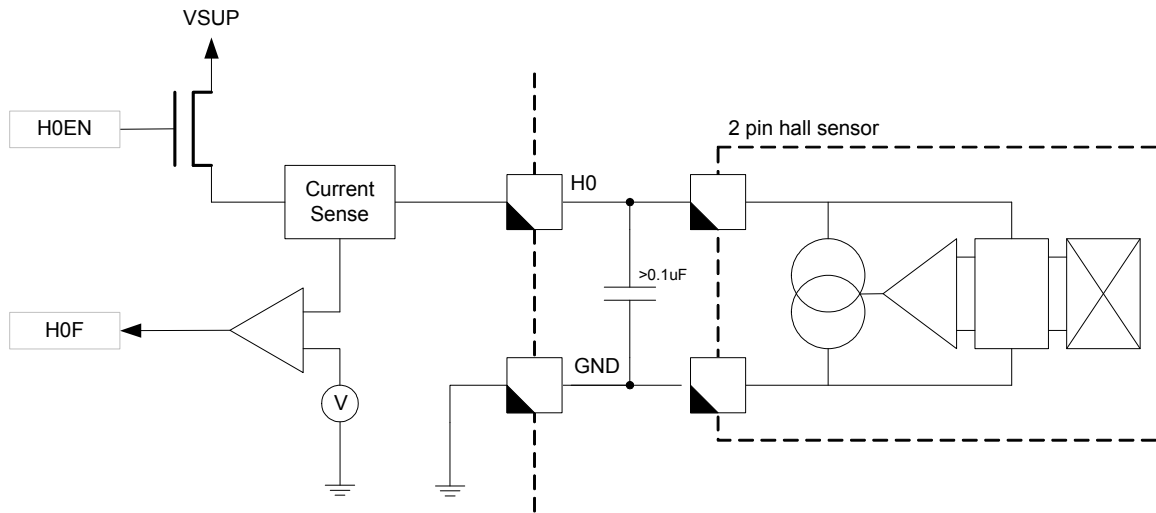 VSUP
H0EN
2 pin hall sensor
H0
Current
Sense
>0.1uF
H0F
GND
V